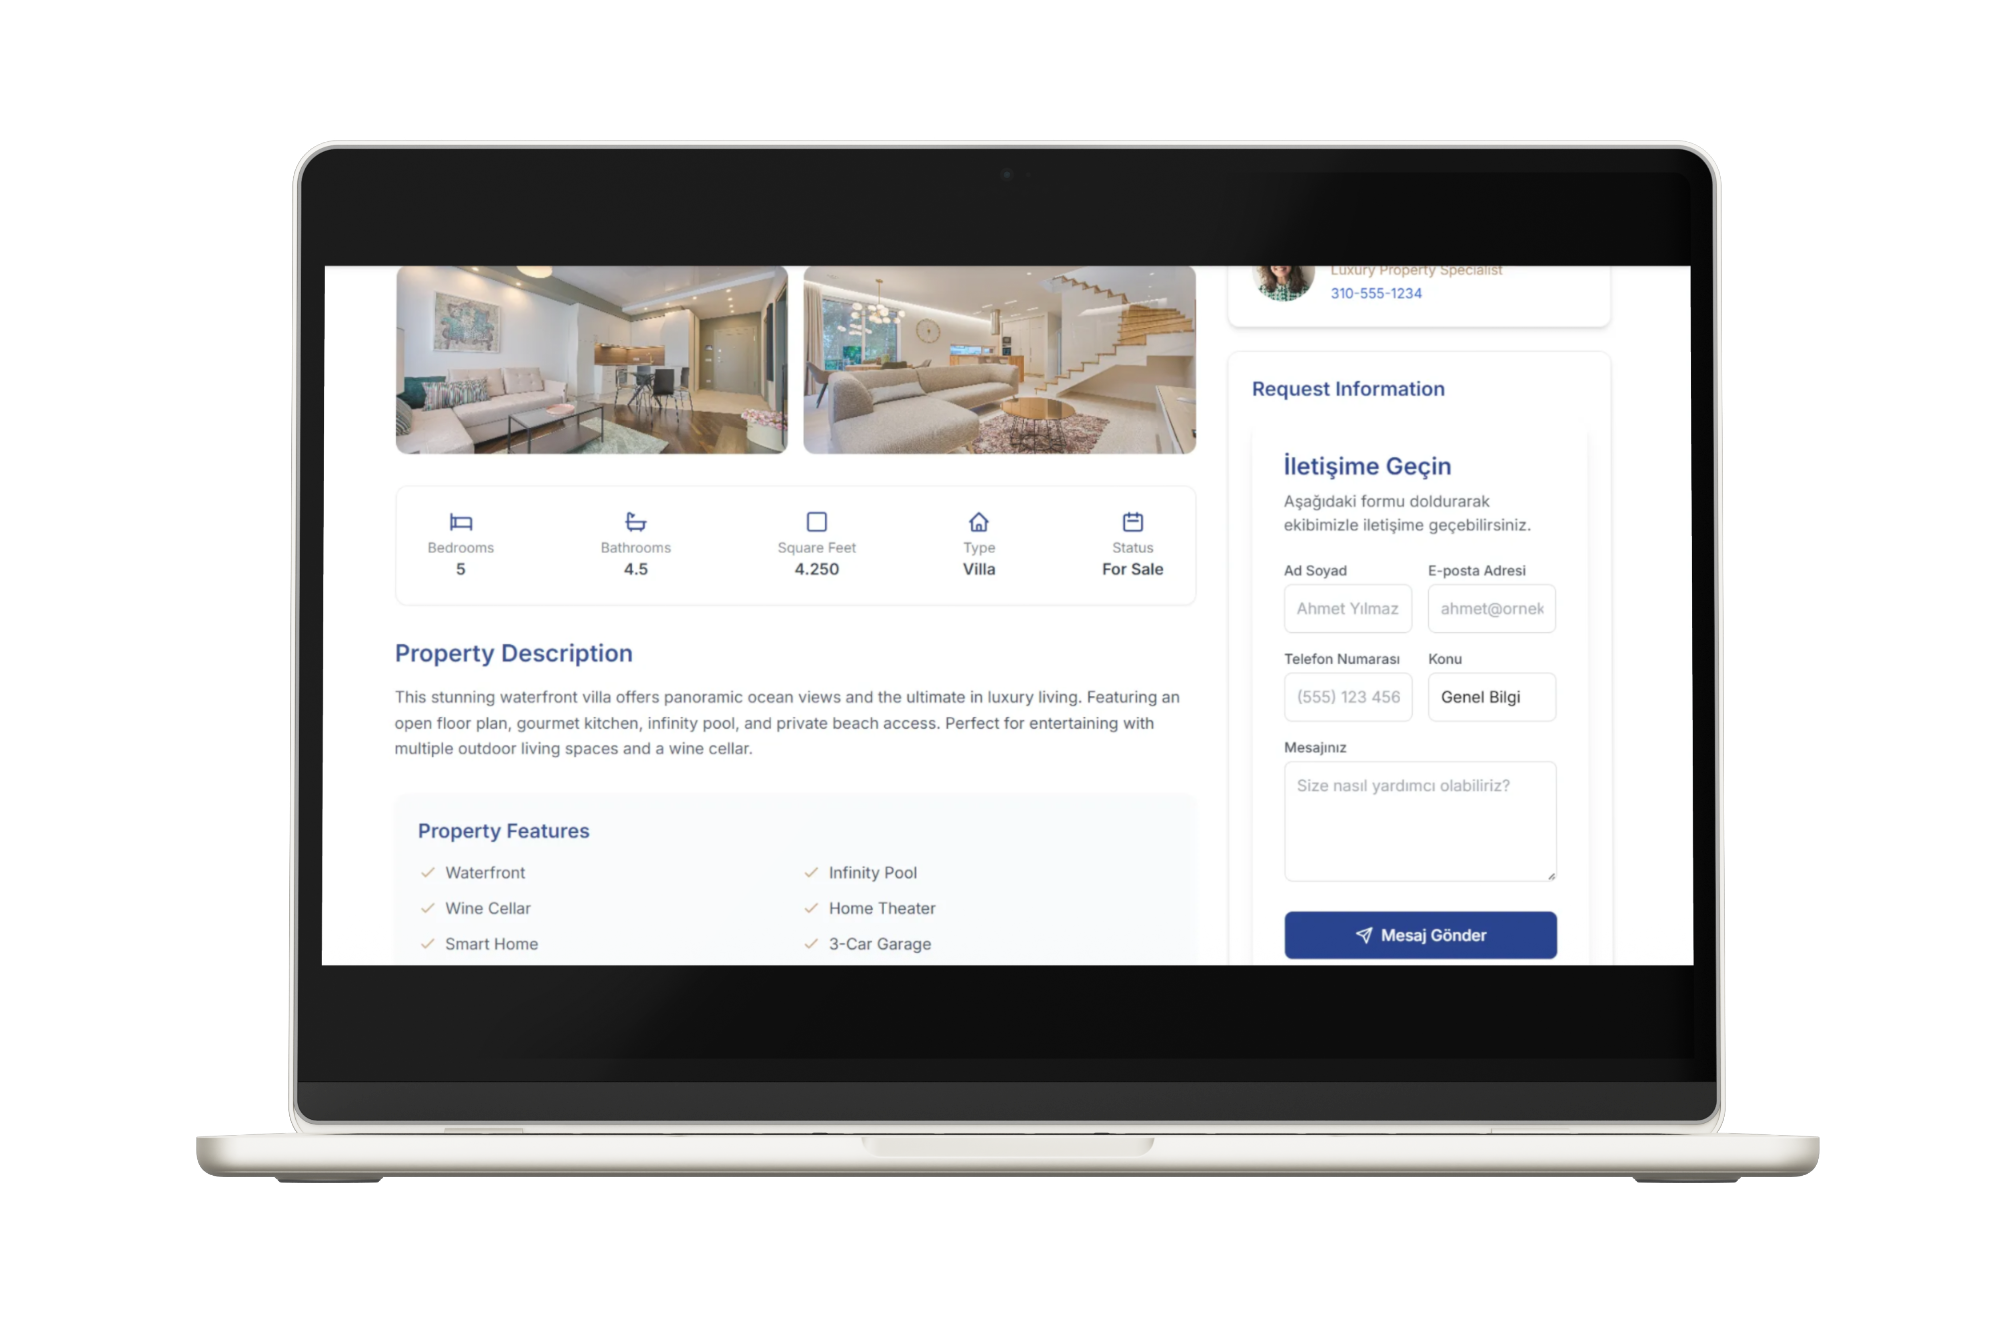 Luxury Property Specialist
310-555-1234
Bedrooms
5
Bathrooms
4.5
Square Feet
4.250
Type
Villa
Status
For Sale
Property Description
This stunning waterfront villa offers panoramic ocean views and the ultimate in luxury living. Featuring an
open floor plan, gourmet kitchen, infinity pool, and private beach access. Perfect for entertaining with
multiple outdoor living spaces and a wine cellar.
Property Features
Waterfront
Infinity Pool
Wine Cellar
Home Theater
Smart Home
3-Car Garage
Request Information
İletişime Geçin
Aşağıdaki formu doldurarak
ekibimizle iletişime geçebilirsiniz.
Ad Soyad
Ahmet Yılmaz
E-posta Adresi
ahmet@ornek
Telefon Numarası
(555) 123 456
Konu
Genel Bilgi
Mesajınız
Size nasıl yardımcı olabiliriz?
Mesaj Gönder